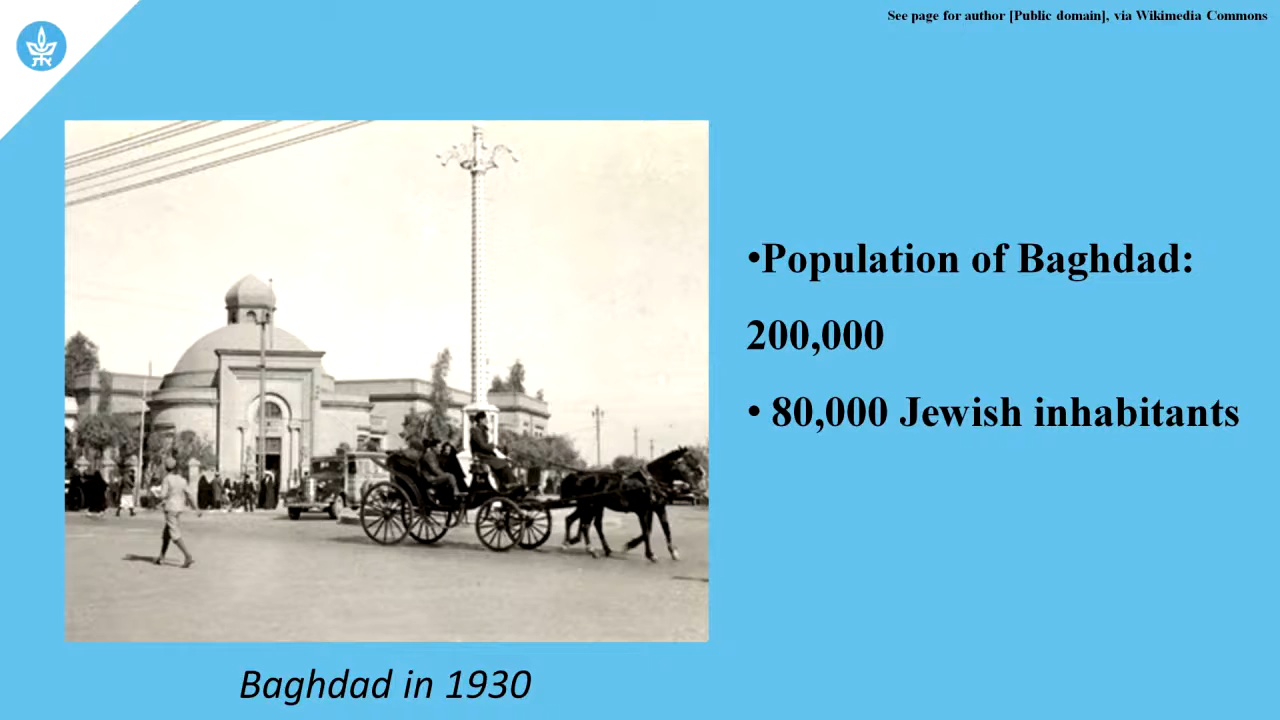 See page for author [Public domain], via Wikimedia Commons
•Population of Baghdad:
200,000
• 80,000 Jewish inhabitants
Baghdad in 1930